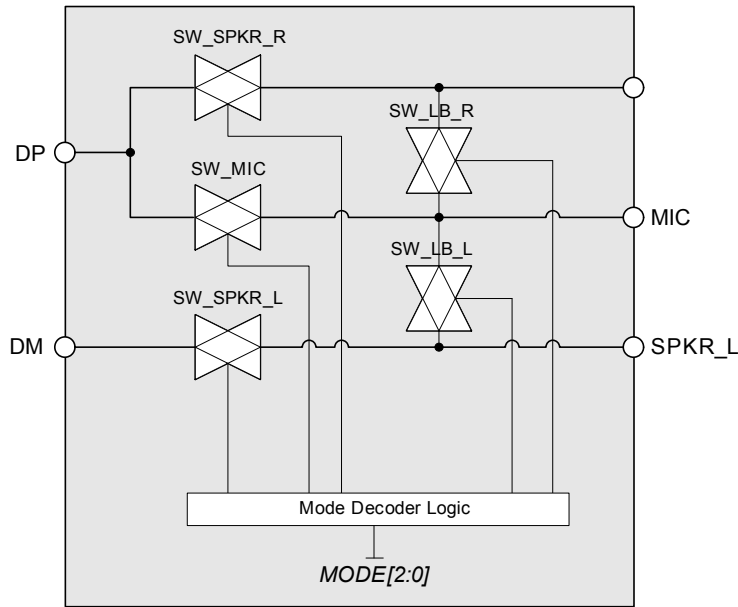 SW_SPKR_R
SW_LB_R
DP
SW_MIC
MIC
SW_LB_L
SW_SPKR_L
DM
SPKR_L
Mode Decoder Logic
MODE[2:0]